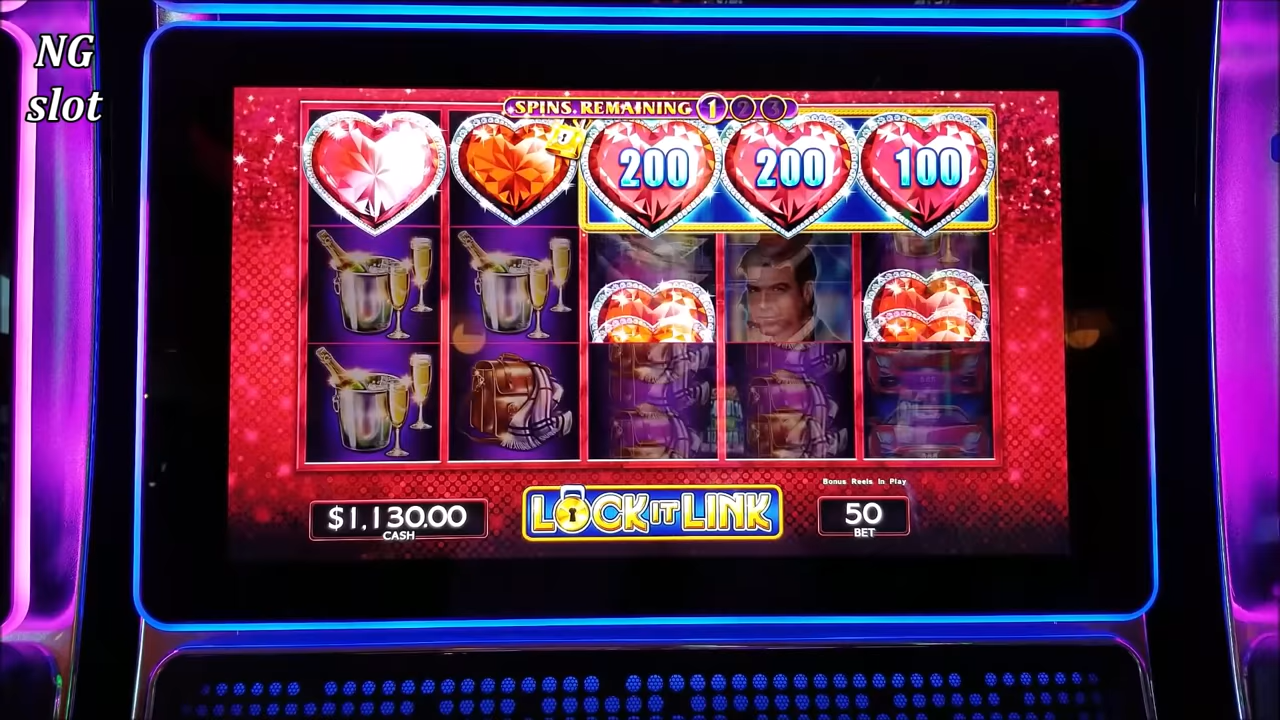 NG
slot
SPINS REMAINING 1 2 3
200 200 100
Bonus Reels In Play
$1,130.00
CASH
LOCK IT LINK
50
BET